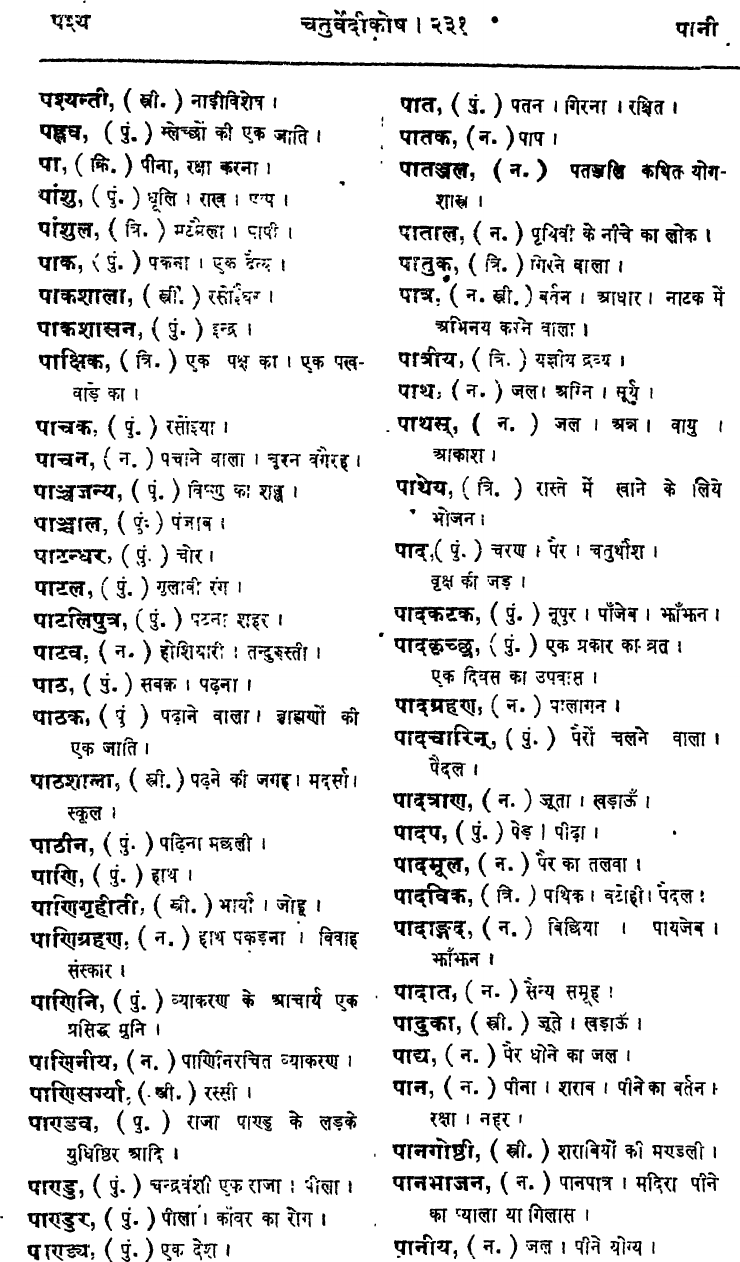 पश्य चतुर्वेदीकोष । २३१ पानी
पश्यन्ती, ( स्त्री. ) नाड़ीविशेष ।
पह्लव, ( पुं. ) म्लेच्छों की एक जाति ।
पा, ( क्रि. ) पीना, रक्षा करना ।
पांशु, ( पुं. ) धूलि । राख । पाप ।
पांशुल, ( त्रि. ) मटमैला । पापी ।
पाक, ( पुं. ) पकना । एक दैत्य ।
पाकशाला, ( स्त्री. ) रसोईघर ।
पाकशासन, ( पुं. ) इन्द्र ।
पाक्षिक, ( त्रि. ) एक पक्ष का । एक पख-
वाड़े का ।
पाचक, ( पुं. ) रसोइया ।
पाचन, ( न. ) पचाने वाला । चूरन वगैरह ।
पाञ्चजन्य, ( पुं. ) विष्णु का शङ्ख ।
पाञ्चाल, ( पुं. ) पंजाब ।
पाटच्चर, ( पुं. ) चोर ।
पाटल, ( पुं. ) गुलाबी रंग ।
पाटलिपुत्र, ( पुं. ) पटना शहर ।
पाटव, ( न. ) होशियारी । तन्दुरुस्ती ।
पाठ, ( पुं. ) सबक़ । पढ़ना ।
पाठक, ( पुं ) पढ़ाने वाला । ब्राह्मणों की
एक जाति ।
पाठशाला, ( स्त्री. ) पढ़ने की जगह । मदर्सा ।
स्कूल ।
पाठीन, ( पुं. ) पढ़िना मछली ।
पाणि, ( पुं. ) हाथ ।
पाणिगृहीती, ( स्त्री. ) भार्या । जोड़ू ।
पाणिग्रहण, ( न. ) हाथ पकड़ना । विवाह
संस्कार ।
पाणिनि, ( पुं. ) व्याकरण के आचार्य एक
प्रसिद्ध मुनि ।
पाणिनीय, ( न. ) पाणिनिरचित व्याकरण ।
पाणिसर्ग्या, ( स्त्री. ) रस्सी ।
पाण्डव, ( पु. ) राजा पाण्डु के लड़के
युधिष्ठिर आदि ।
पाण्डु, ( पुं. ) चन्द्रवंशी एक राजा । पीला ।
पाण्डुर, ( पुं. ) पीला । काँवर का रोग ।
पाण्ड्य, ( पुं. ) एक देश ।
पात, ( पुं. ) पतन । गिरना । रक्षित ।
पातक, ( न. ) पाप ।
पातञ्जल, ( न. ) पतञ्जलि कथित योग-
शास्त्र ।
पाताल, ( न. ) पृथिवी के नीचे का लोक ।
पातुक, ( त्रि. ) गिरने वाला ।
पात्र, ( न. स्त्री. ) बर्तन । आधार । नाटक में
अभिनय करने वाला ।
पात्रीय, ( त्रि. ) यज्ञीय द्रव्य ।
पाथ, ( न. ) जल । अग्नि । सूर्य ।
पाथस्, ( न. ) जल । अन्न । वायु ।
आकाश ।
पाथेय, ( त्रि. ) रास्ते में खाने के लिये
भोजन ।
पाद, ( पुं. ) चरण । पैर । चतुर्थांश ।
वृक्ष की जड़ ।
पादकटक, ( पुं. ) नूपुर । पाँजेब । झाँझन ।
पादकृच्छ्र, ( पुं. ) एक प्रकार का व्रत ।
एक दिवस का उपवास ।
पादग्रहण, ( न. ) पालागन ।
पादचारिन्, ( पुं. ) पैरों चलने वाला ।
पैदल ।
पादत्राण, ( न. ) जूता । खड़ाऊँ ।
पादप, ( पुं. ) पेड़ । पीढ़ा ।
पादमूल, ( न. ) पैर का तलवा ।
पादविक, ( त्रि. ) पथिक । बटोही । पैदल ।
पादाङ्गद, ( न. ) बिछिया । पायजेब ।
झाँझन ।
पादात, ( न. ) सैन्य समूह ।
पादुका, ( स्त्री. ) जूते । खड़ाऊँ ।
पाद्य, ( न. ) पैर धोने का जल ।
पान, ( न. ) पीना । शराब । पीने का बर्तन ।
रक्षा । नहर ।
पानगोष्ठी, ( स्त्री. ) शराबियों की मण्डली ।
पानभाजन, ( न. ) पानपात्र । मदिरा पीने
का प्याला या गिलास ।
पानीय, ( न. ) जल । पीने योग्य ।